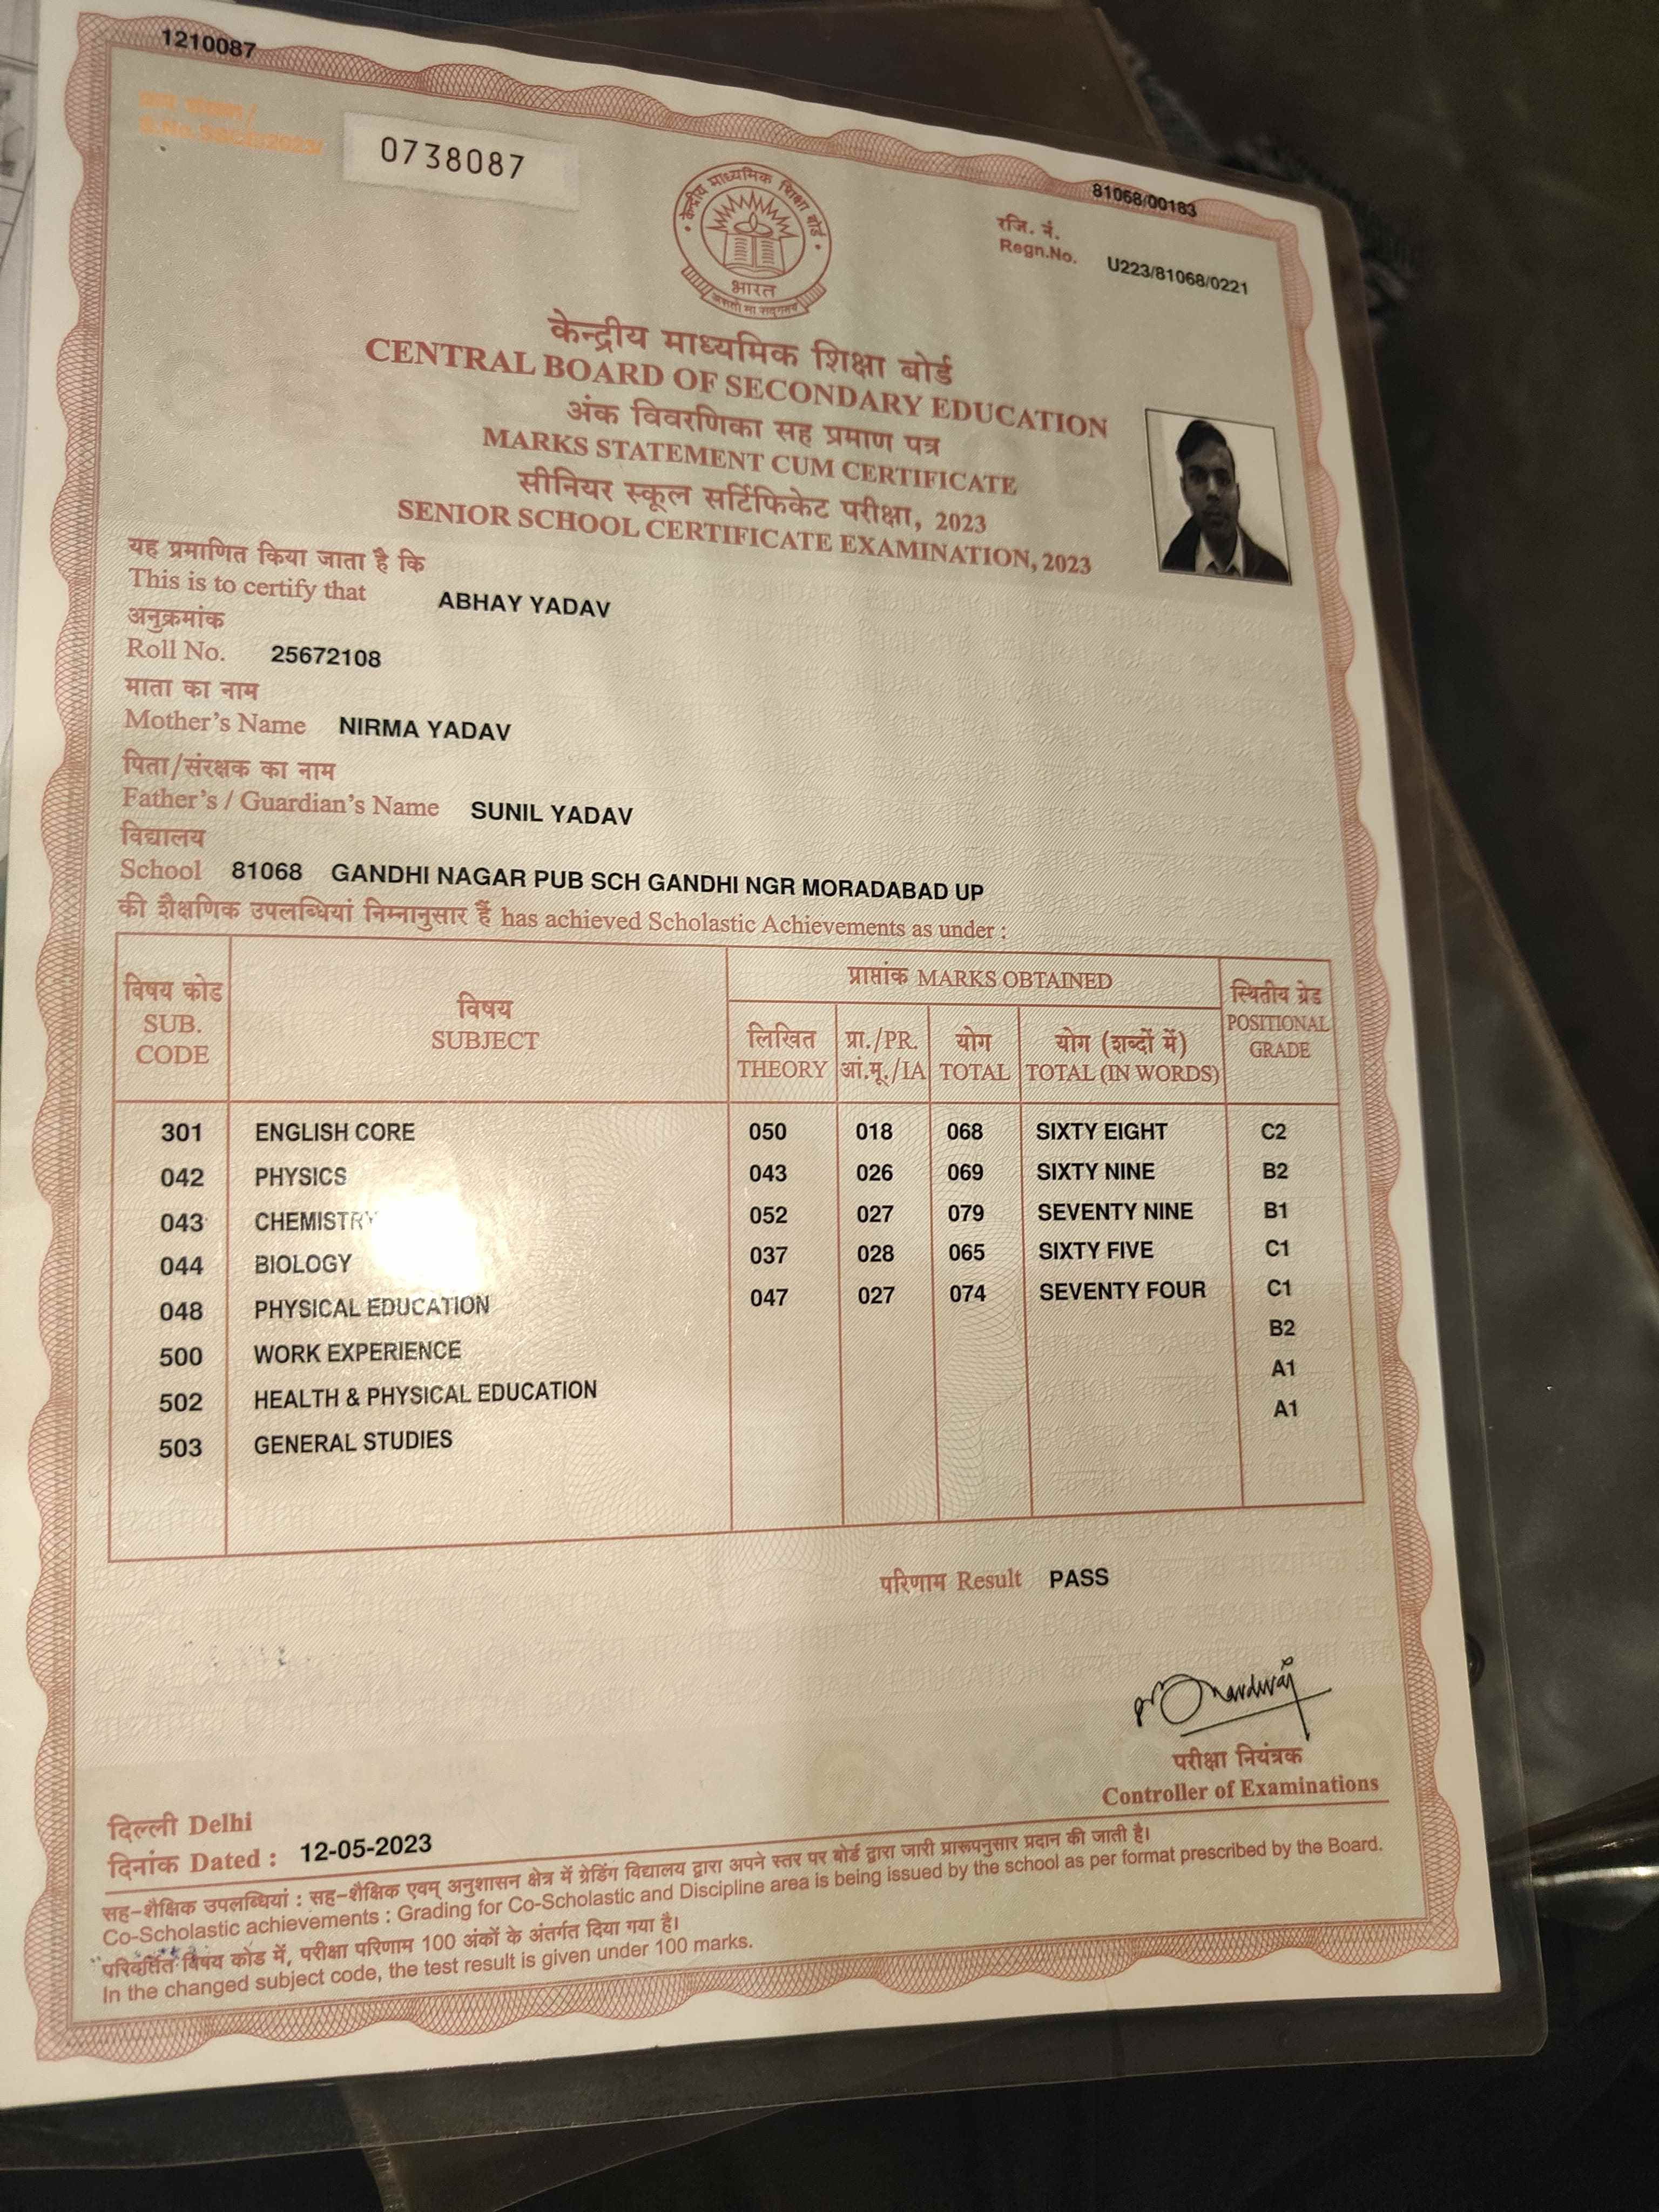 1210087
0738087
81068/00183
रजि. नं.
Regn.No. U223/81068/0221
केन्द्रीय माध्यमिक शिक्षा बोर्ड
भारत
असतो मा सद्गमय
केन्द्रीय माध्यमिक शिक्षा बोर्ड
CENTRAL BOARD OF SECONDARY EDUCATION
अंक विवरणिका सह प्रमाण पत्र
MARKS STATEMENT CUM CERTIFICATE
सीनियर स्कूल सर्टिफिकेट परीक्षा, 2023
SENIOR SCHOOL CERTIFICATE EXAMINATION, 2023
यह प्रमाणित किया जाता है कि
This is to certify that ABHAY YADAV
अनुक्रमांक
Roll No. 25672108
माता का नाम
Mother's Name NIRMA YADAV
पिता/संरक्षक का नाम
Father's / Guardian's Name SUNIL YADAV
विद्यालय
School 81068 GANDHI NAGAR PUB SCH GANDHI NGR MORADABAD UP
की शैक्षणिक उपलब्धियां निम्नानुसार हैं has achieved Scholastic Achievements as under :
विषय कोड SUB. CODE
विषय SUBJECT
प्राप्तांक MARKS OBTAINED
स्थितीय ग्रेड POSITIONAL GRADE
लिखित THEORY
प्रा./PR. आं.मू./IA
योग TOTAL
योग (शब्दों में) TOTAL (IN WORDS)
301 ENGLISH CORE 050 018 068 SIXTY EIGHT C2
042 PHYSICS 043 026 069 SIXTY NINE B2
043 CHEMISTRY 052 027 079 SEVENTY NINE B1
044 BIOLOGY 037 028 065 SIXTY FIVE C1
048 PHYSICAL EDUCATION 047 027 074 SEVENTY FOUR C1
500 WORK EXPERIENCE B2
502 HEALTH & PHYSICAL EDUCATION A1
503 GENERAL STUDIES A1
परिणाम Result PASS
परीक्षा नियंत्रक
Controller of Examinations
दिल्ली Delhi
दिनांक Dated : 12-05-2023
सह-शैक्षिक उपलब्धियां : सह-शैक्षिक एवम् अनुशासन क्षेत्र में ग्रेडिंग विद्यालय द्वारा अपने स्तर पर बोर्ड द्वारा जारी प्रारूपनुसार प्रदान की जाती है।
Co-Scholastic achievements : Grading for Co-Scholastic and Discipline area is being issued by the school as per format prescribed by the Board.
परिवर्तित विषय कोड में, परीक्षा परिणाम 100 अंकों के अंतर्गत दिया गया है।
In the changed subject code, the test result is given under 100 marks.